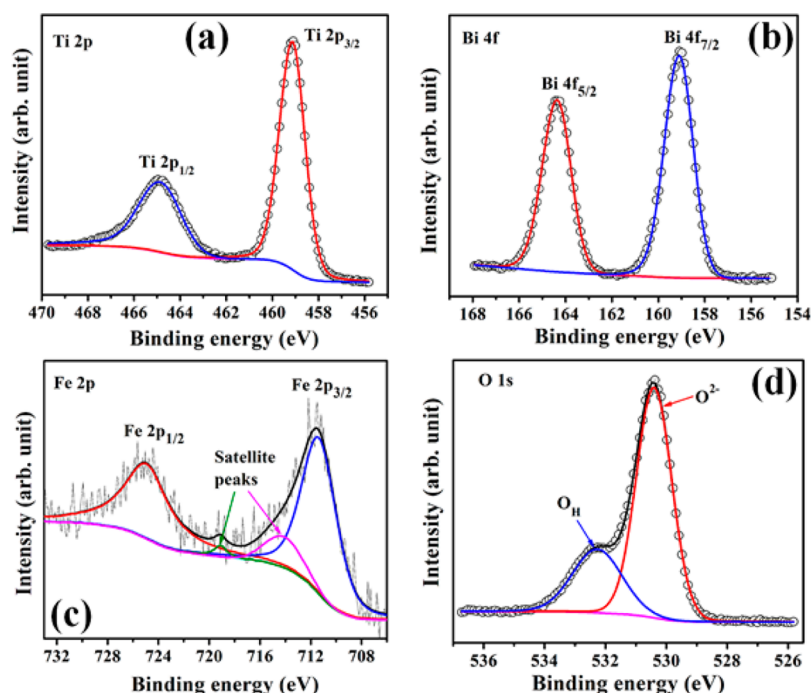 Ti 2p
(a)
Ti 2p3/2
Ti 2p1/2
Intensity (arb. unit)
470 468 466 464 462 460 458 456
Binding energy (eV)
Bi 4f
Bi 4f7/2
(b)
Bi 4f5/2
Intensity (arb. unit)
168 166 164 162 160 158 156 154
Binding energy (eV)
Fe 2p
Fe 2p3/2
Fe 2p1/2
Satellite
peaks
(c)
Intensity (arb. unit)
732 728 724 720 716 712 708
Binding energy (eV)
O 1s
(d)
O2-
OH
Intensity (arb. unit)
536 534 532 530 528 526
Binding energy (eV)